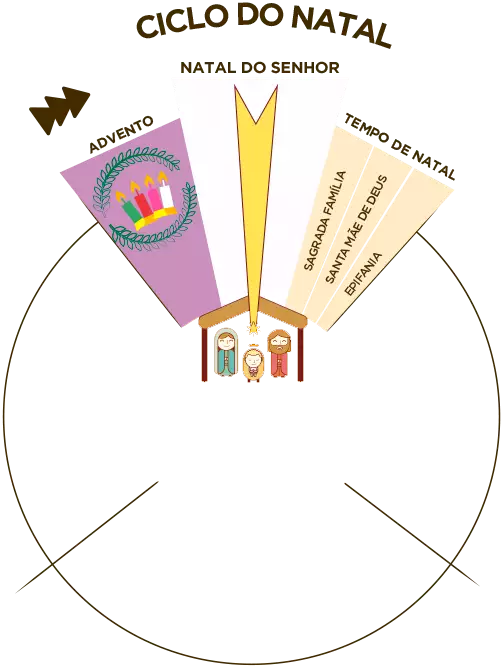 CICLO DO NATAL
NATAL DO SENHOR
ADVENTO
TEMPO DE NATAL
SAGRADA FAMÍLIA
SANTA MÃE DE DEUS
EPIFANIA